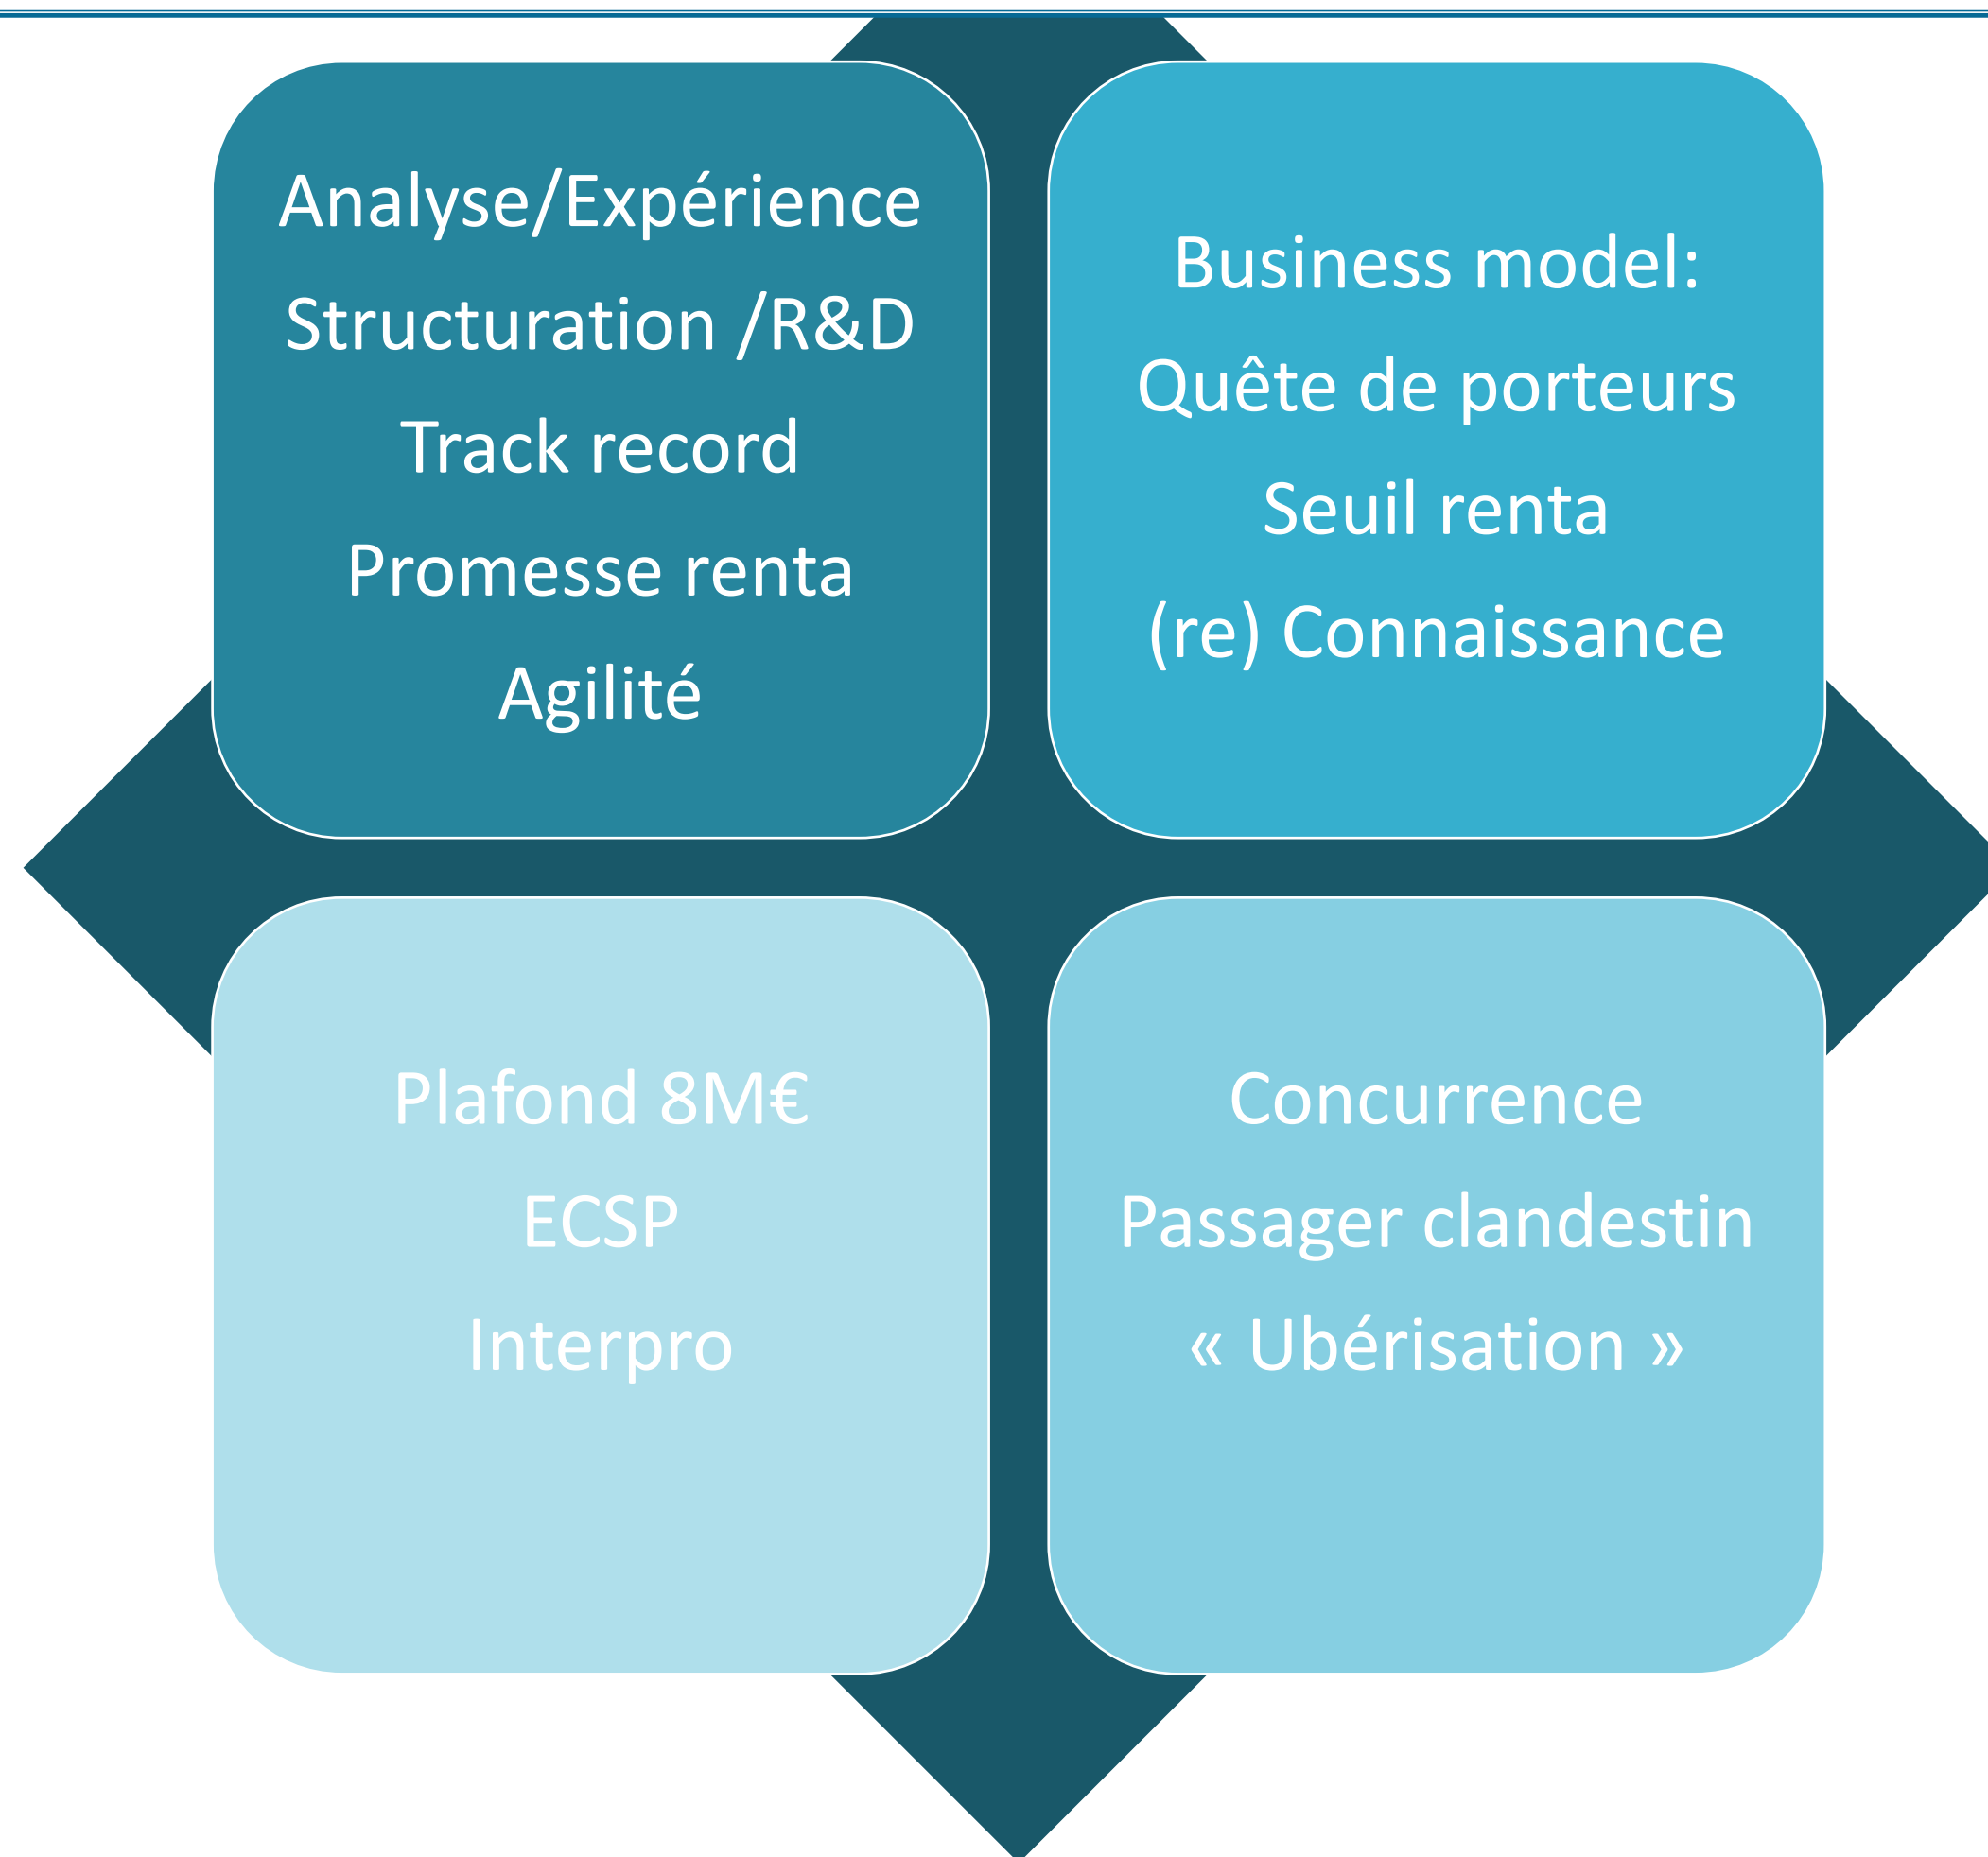 Analyse/Expérience
Structuration /R&D
Track record
Promesse renta
Agilité
Business model:
Quête de porteurs
Seuil renta
(re) Connaissance
Plafond 8M€
ECSP
Interpro
Concurrence
Passager clandestin
« Ubérisation »